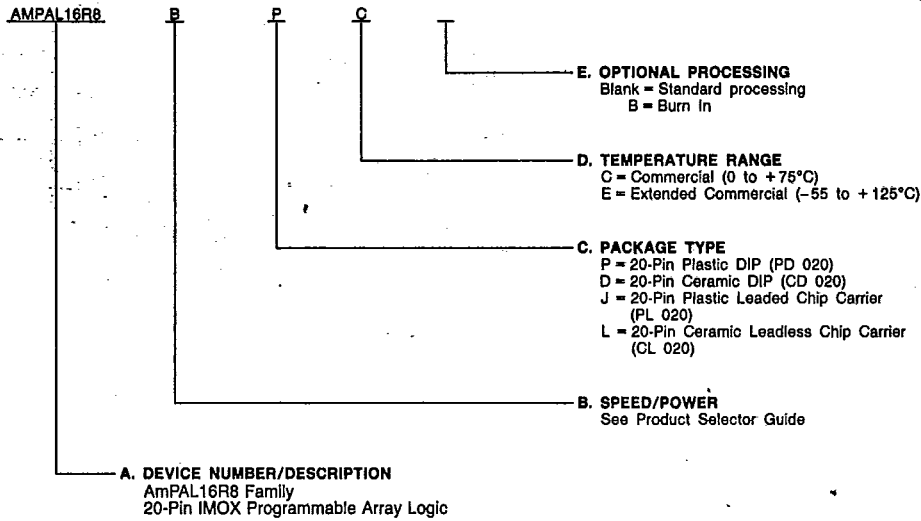 AMPAL16R8 B P C
E. OPTIONAL PROCESSING
Blank = Standard processing
B = Burn In
D. TEMPERATURE RANGE
C = Commercial (0 to +75°C)
E = Extended Commercial (-55 to +125°C)
C. PACKAGE TYPE
P = 20-Pin Plastic DIP (PD 020)
D = 20-Pin Ceramic DIP (CD 020)
J = 20-Pin Plastic Leaded Chip Carrier
(PL 020)
L = 20-Pin Ceramic Leadless Chip Carrier
(CL 020)
B. SPEED/POWER
See Product Selector Guide
A. DEVICE NUMBER/DESCRIPTION
AmPAL16R8 Family
20-Pin IMOX Programmable Array Logic